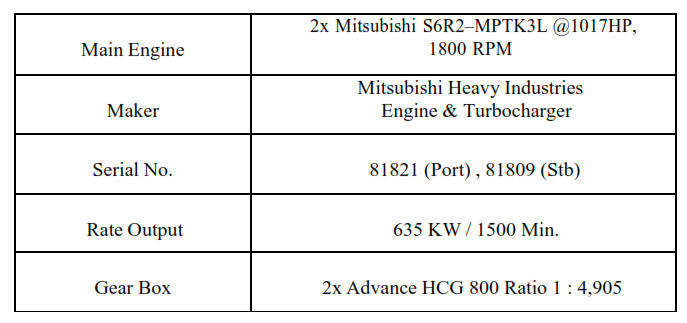 Main Engine
2x Mitsubishi S6R2–MPTK3L @1017HP,
1800 RPM
Maker
Mitsubishi Heavy Industries
Engine & Turbocharger
Serial No.
81821 (Port) , 81809 (Stb)
Rate Output
635 KW / 1500 Min.
Gear Box
2x Advance HCG 800 Ratio 1 : 4,905